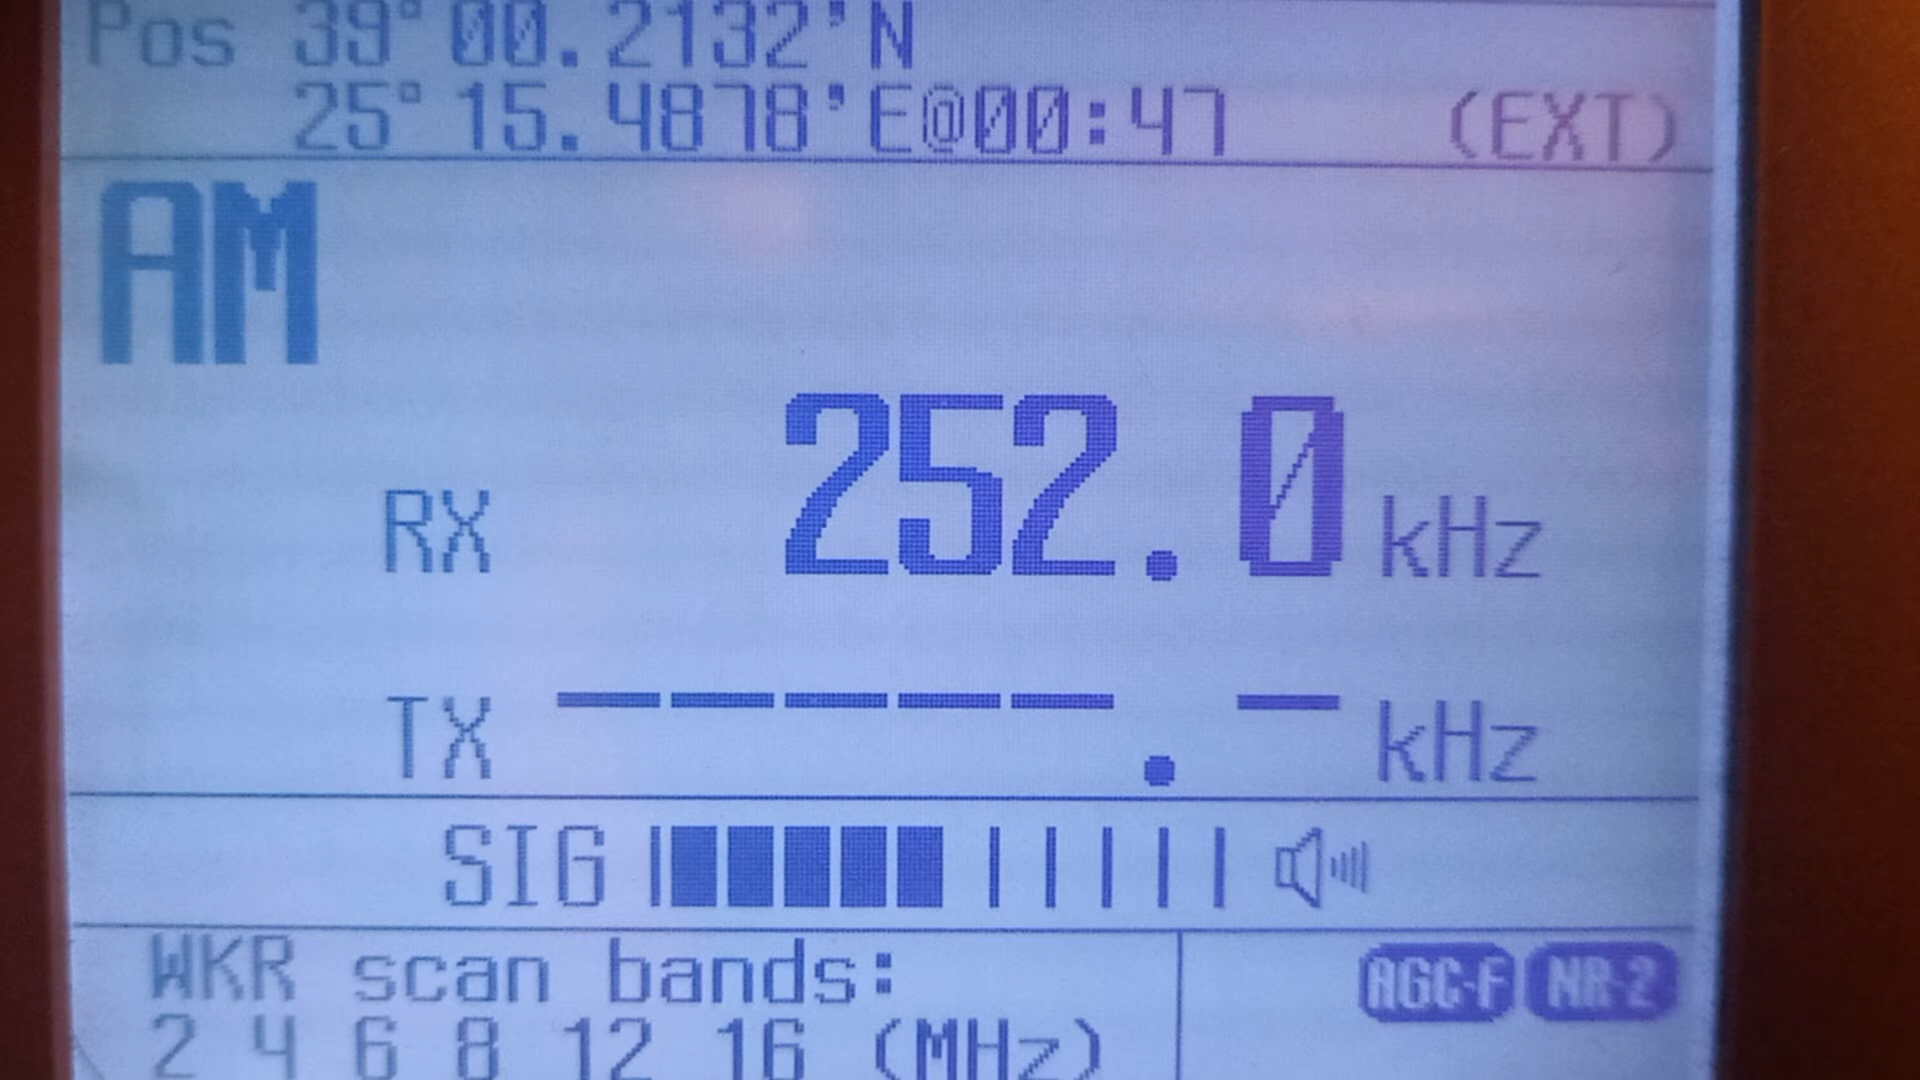 Pos 39°00.2132'N
25°15.4878'E@00:47 (EXT)
AM
RX 252.0 kHz
TX -----.- kHz
SIG
WKR scan bands: AGC-F NR-2
2 4 6 8 12 16 (MHz)